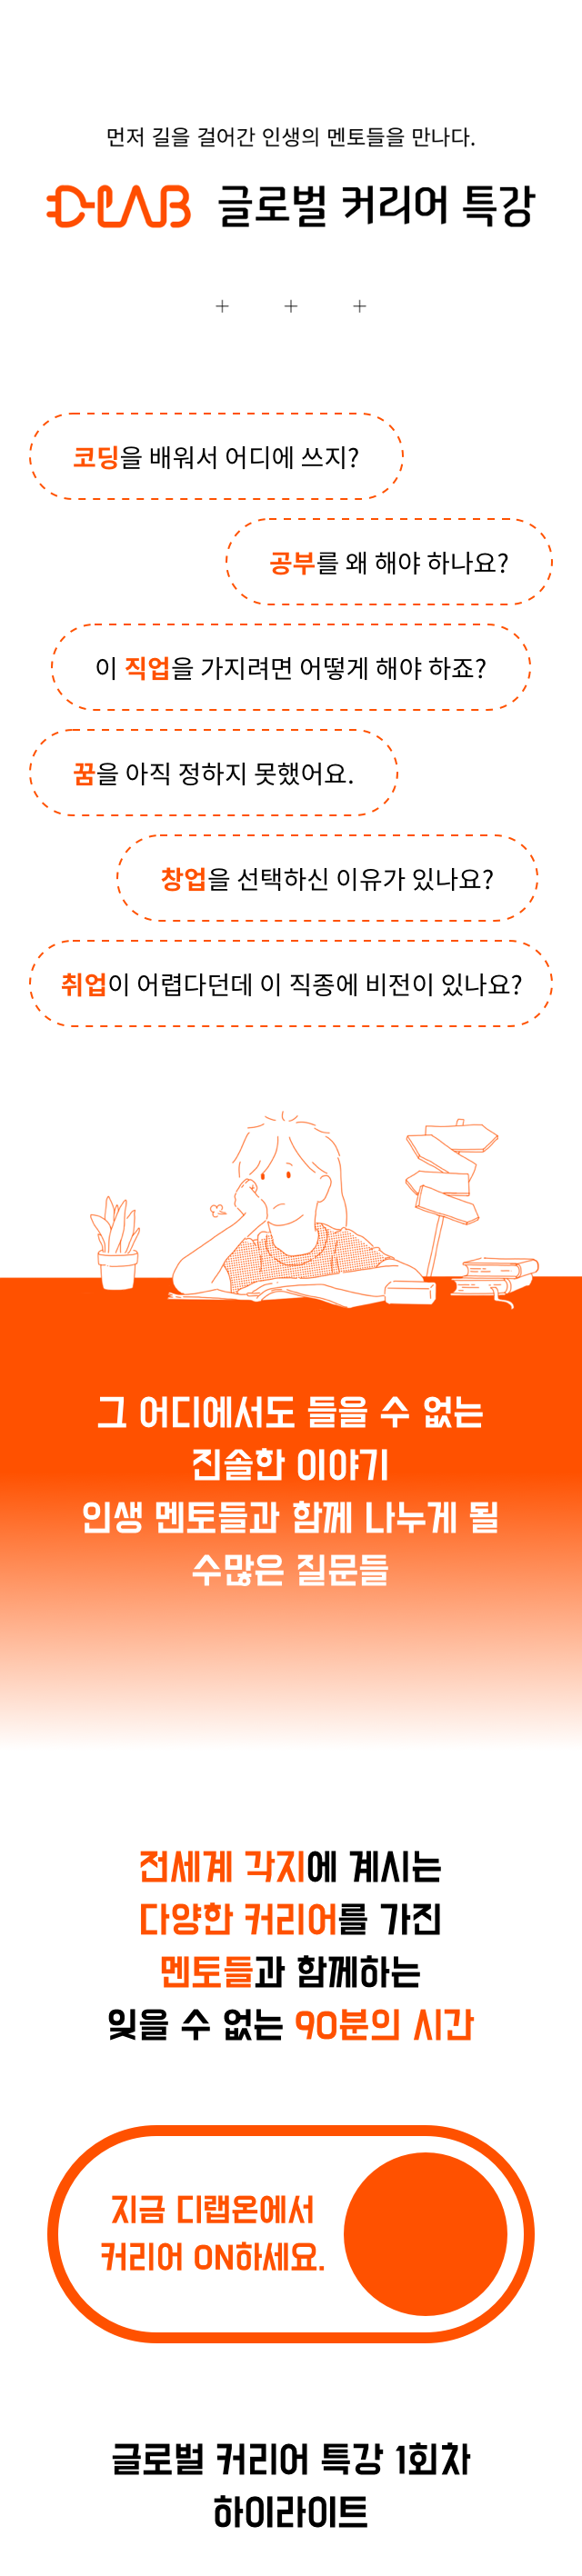 먼저 길을 걸어간 인생의 멘토들을 만나다.
D-LAB 글로벌 커리어 특강
코딩을 배워서 어디에 쓰지?
공부를 왜 해야 하나요?
이 직업을 가지려면 어떻게 해야 하죠?
꿈을 아직 정하지 못했어요.
창업을 선택하신 이유가 있나요?
취업이 어렵다던데 이 직종에 비전이 있나요?
그 어디에서도 들을 수 없는
진솔한 이야기
인생 멘토들과 함께 나누게 될
수많은 질문들
전세계 각지에 계시는
다양한 커리어를 가진
멘토들과 함께하는
잊을 수 없는 90분의 시간
지금 디랩온에서
커리어 ON하세요.
글로벌 커리어 특강 1회차
하이라이트